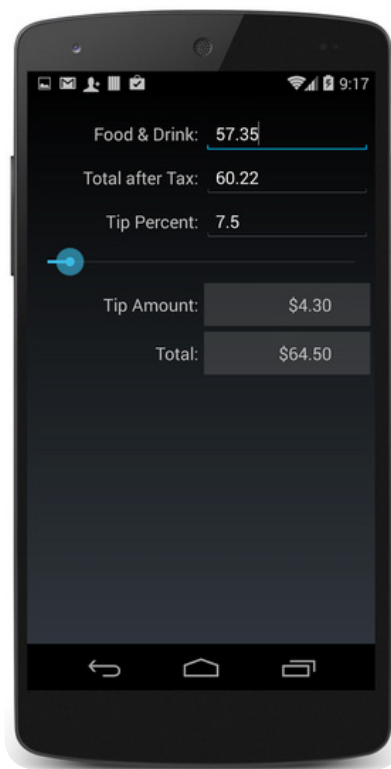 9:17
Food & Drink: 57.35
Total after Tax: 60.22
Tip Percent: 7.5
Tip Amount: $4.30
Total: $64.50